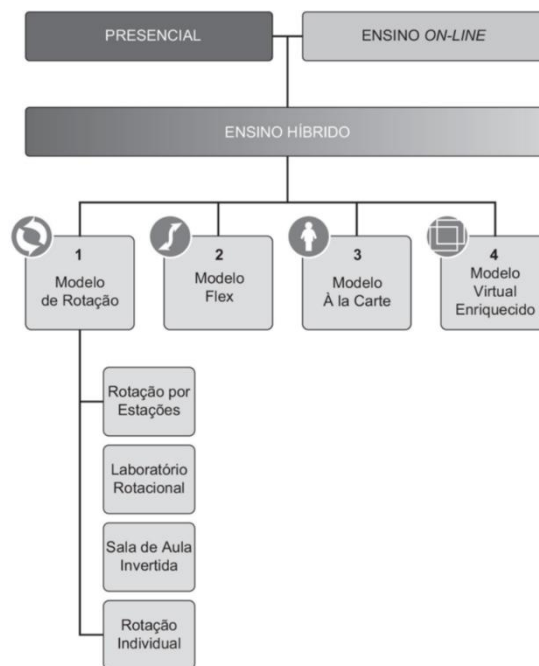 PRESENCIAL
ENSINO ON-LINE
ENSINO HÍBRIDO
1
Modelo
de Rotação
2
Modelo
Flex
3
Modelo
À la Carte
4
Modelo
Virtual
Enriquecido
Rotação por
Estações
Laboratório
Rotacional
Sala de Aula
Invertida
Rotação
Individual